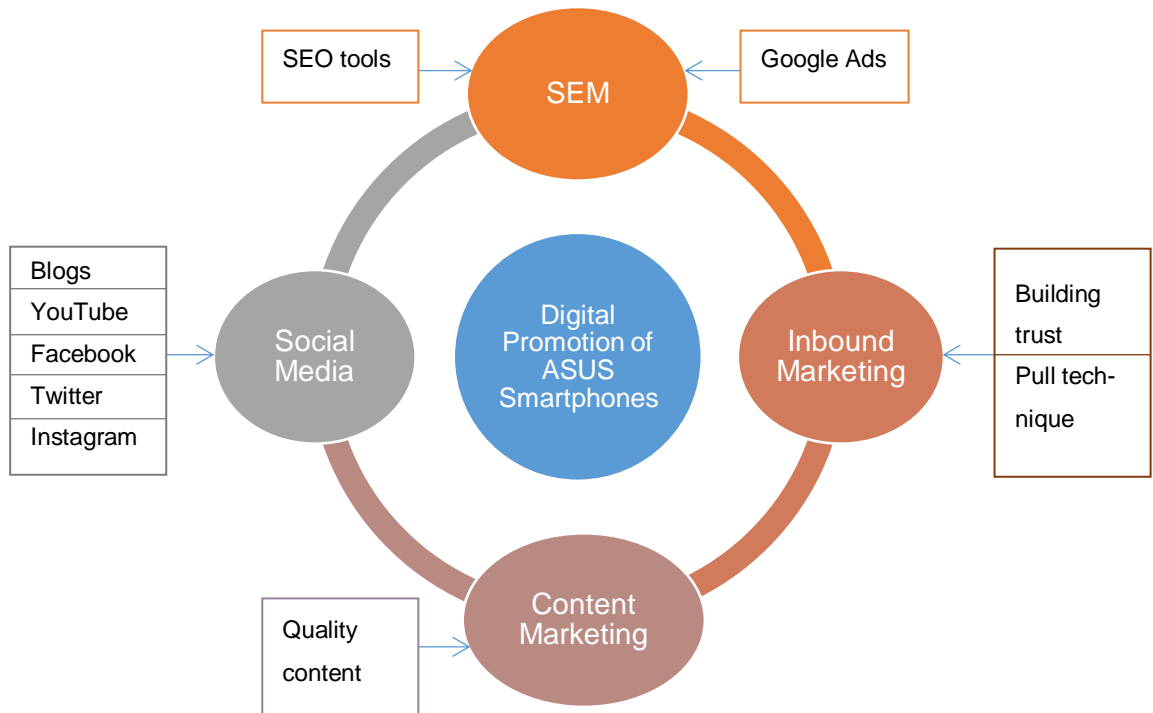 SEO tools
Google Ads
SEM
Blogs
YouTube
Facebook
Twitter
Instagram
Social
Media
Digital
Promotion of
ASUS
Smartphones
Inbound
Marketing
Building
trust
Pull tech-
nique
Content
Marketing
Quality
content